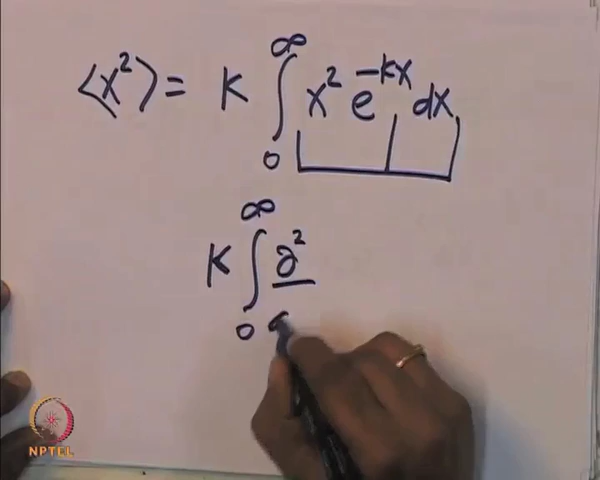 ⟨x²⟩ = K ∫₀^∞ x² e^{-kx} dx
K ∫₀^∞ ∂²
NPTEL